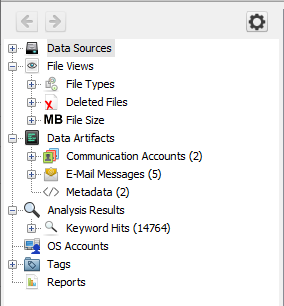 Data Sources
File Views
File Types
Deleted Files
MB File Size
Data Artifacts
Communication Accounts (2)
E-Mail Messages (5)
Metadata (2)
Analysis Results
Keyword Hits (14764)
OS Accounts
Tags
Reports